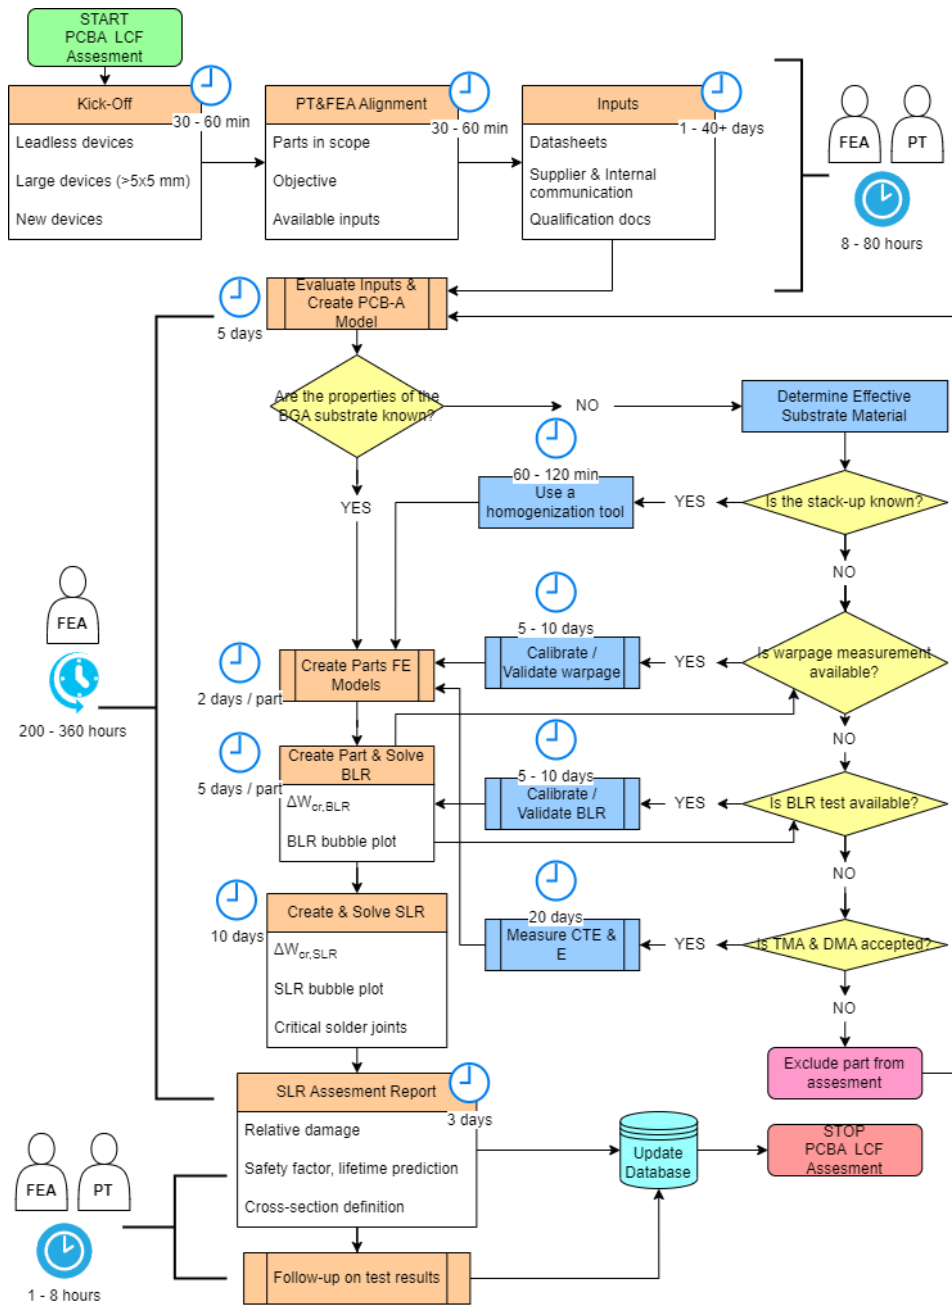 START
PCBA LCF
Assesment
Kick-Off
30 - 60 min
Leadless devices
Large devices (>5x5 mm)
New devices
PT&FEA Alignment
30 - 60 min
Parts in scope
Objective
Available inputs
Inputs
1 - 40+ days
Datasheets
Supplier & Internal
communication
Qualification docs
FEA
PT
8 - 80 hours
Evaluate Inputs &
Create PCB-A
Model
5 days
Are the properties of the
BGA substrate known?
NO
Determine Effective
Substrate Material
YES
60 - 120 min
Use a
homogenization tool
YES
Is the stack-up known?
NO
FEA
200 - 360 hours
5 - 10 days
Calibrate /
Validate warpage
YES
Is warpage measurement
available?
Create Parts FE
Models
2 days / part
NO
Create Part & Solve
BLR
5 days / part
ΔWcr,BLR
BLR bubble plot
5 - 10 days
Calibrate /
Validate BLR
YES
Is BLR test available?
NO
Create & Solve SLR
10 days
ΔWcr,SLR
SLR bubble plot
Critical solder joints
20 days
Measure CTE &
E
YES
Is TMA & DMA accepted?
NO
Exclude part from
assesment
SLR Assesment Report
3 days
Relative damage
Safety factor, lifetime prediction
Cross-section definition
Update
Database
STOP
PCBA LCF
Assesment
FEA
PT
1 - 8 hours
Follow-up on test results